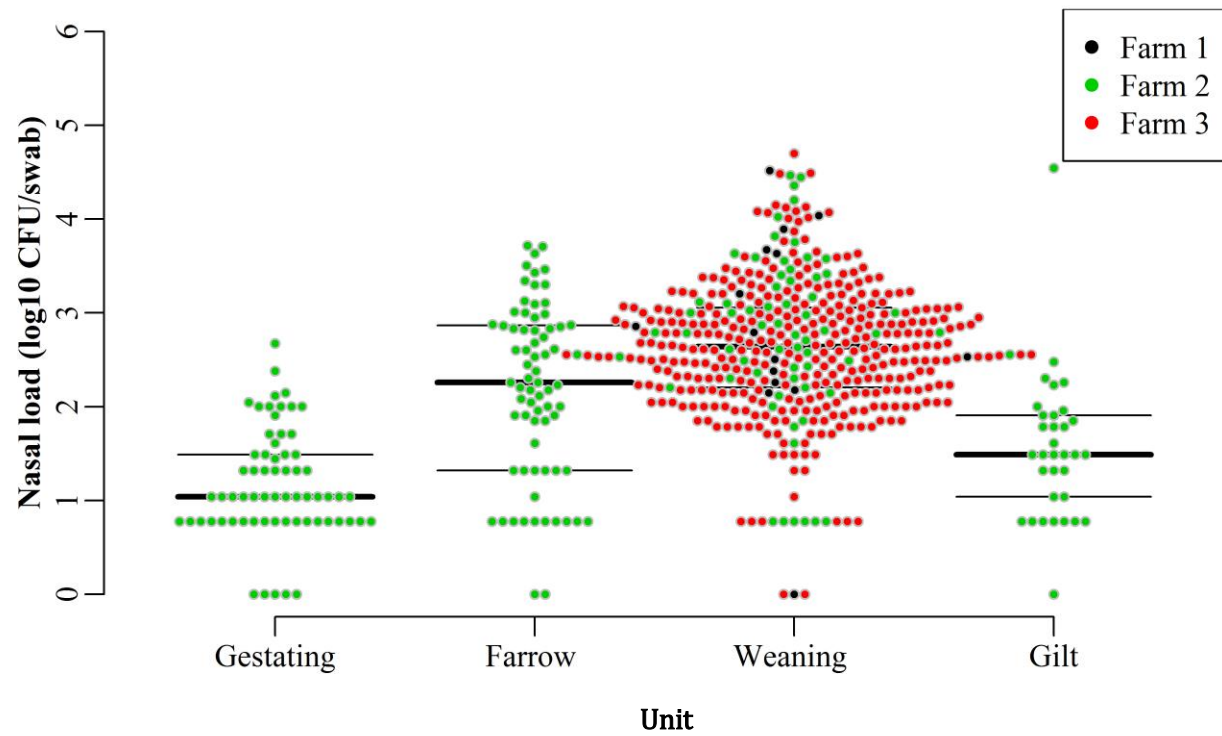 Nasal load (log10 CFU/swab)
6
5
4
3
2
1
0
Farm 1
Farm 2
Farm 3
Gestating
Farrow
Weaning
Gilt
Unit